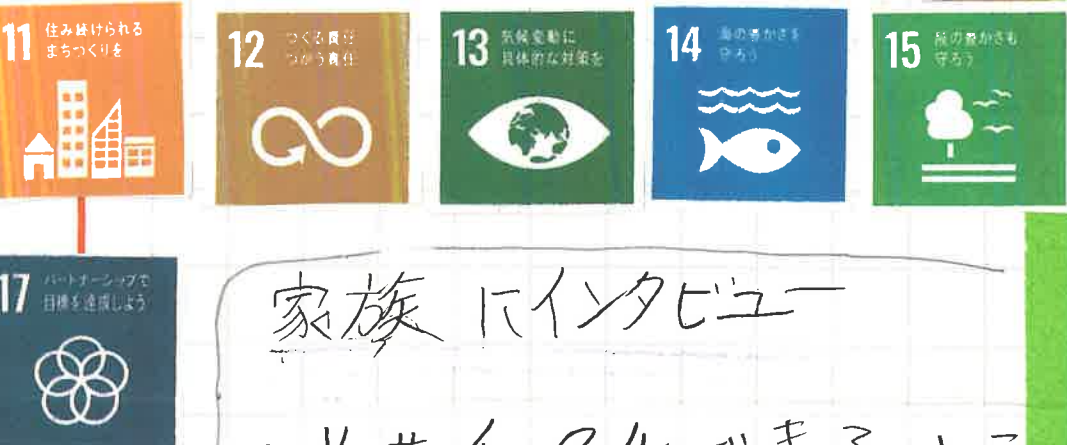 11 住み続けられる
まちづくりを
12 つくる責任
つかう責任
13 気候変動に
具体的な対策を
14 海の豊かさを
守ろう
15 陸の豊かさも
守ろう
17 パートナーシップで
目標を達成しよう
家族にインタビュー